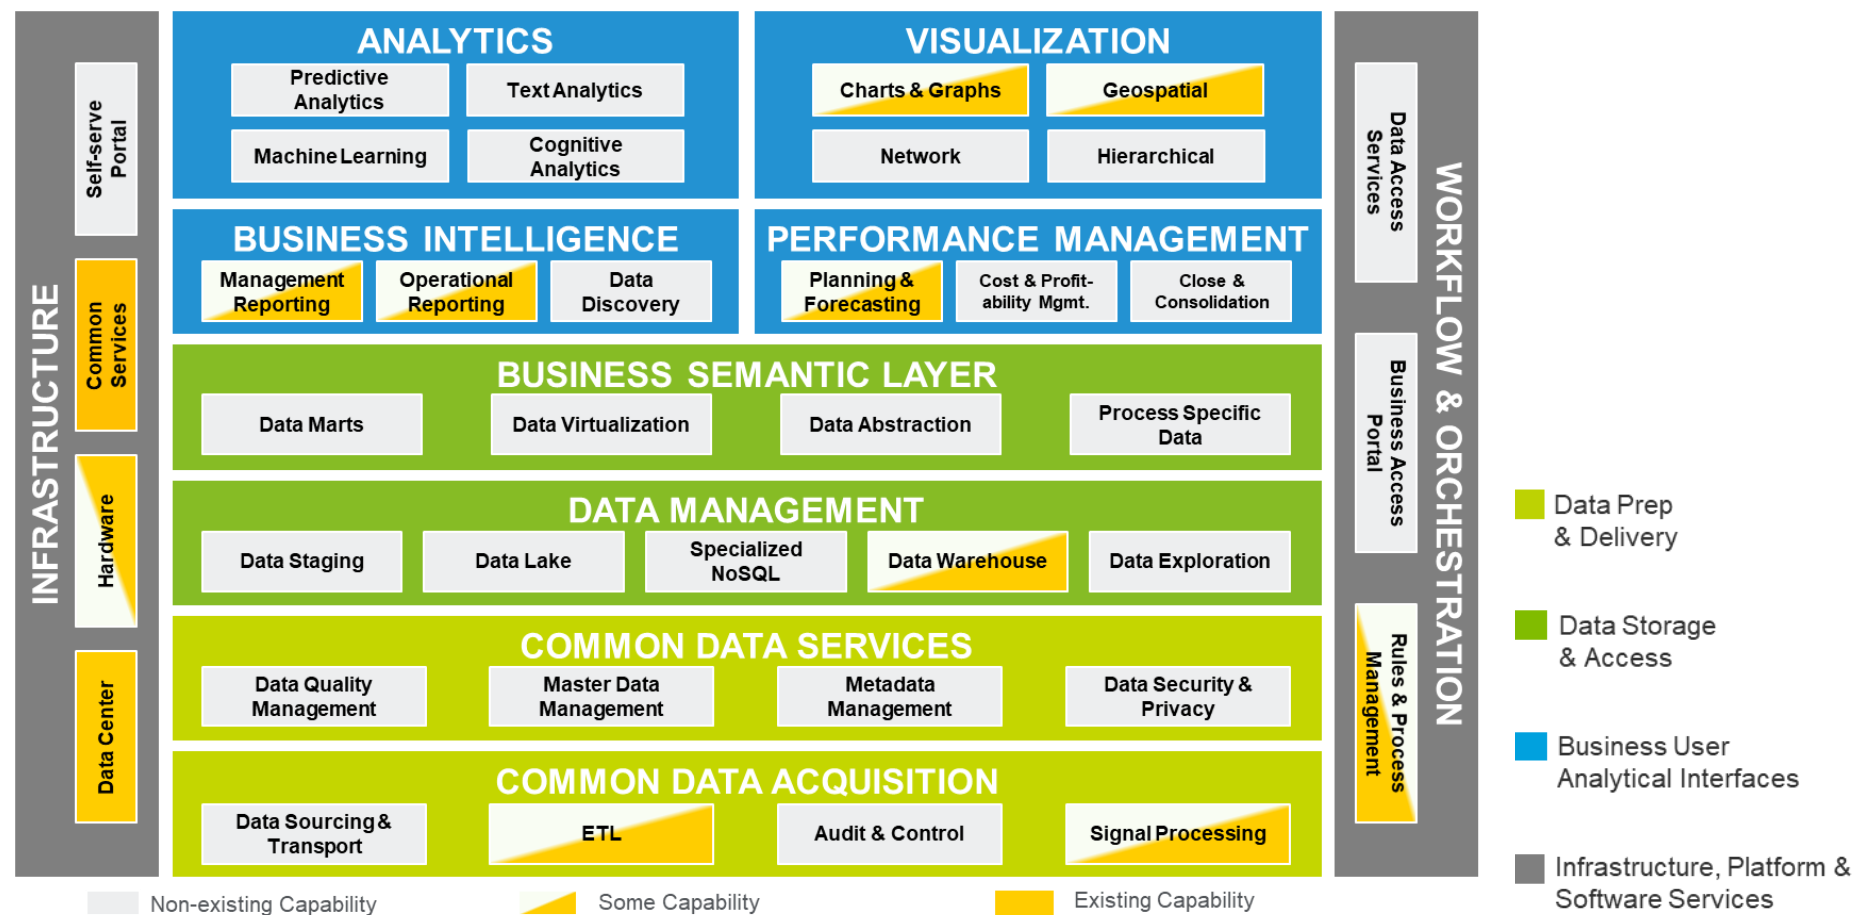 INFRASTRUCTURE
Self-serve
Portal
Common
Services
Hardware
Data Center
ANALYTICS
Predictive
Analytics
Text Analytics
Machine Learning
Cognitive
Analytics
VISUALIZATION
Charts & Graphs
Geospatial
Network
Hierarchical
BUSINESS INTELLIGENCE
Management
Reporting
Operational
Reporting
Data
Discovery
PERFORMANCE MANAGEMENT
Planning &
Forecasting
Cost & Profit-
ability Mgmt.
Close &
Consolidation
BUSINESS SEMANTIC LAYER
Data Marts
Data Virtualization
Data Abstraction
Process Specific
Data
DATA MANAGEMENT
Data Staging
Data Lake
Specialized
NoSQL
Data Warehouse
Data Exploration
COMMON DATA SERVICES
Data Quality
Management
Master Data
Management
Metadata
Management
Data Security &
Privacy
COMMON DATA ACQUISITION
Data Sourcing &
Transport
ETL
Audit & Control
Signal Processing
WORKFLOW & ORCHESTRATION
Data Access
Services
Business Access
Portal
Rules & Process
Management
Data Prep
& Delivery
Data Storage
& Access
Business User
Analytical Interfaces
Infrastructure, Platform &
Software Services
Non-existing Capability
Some Capability
Existing Capability